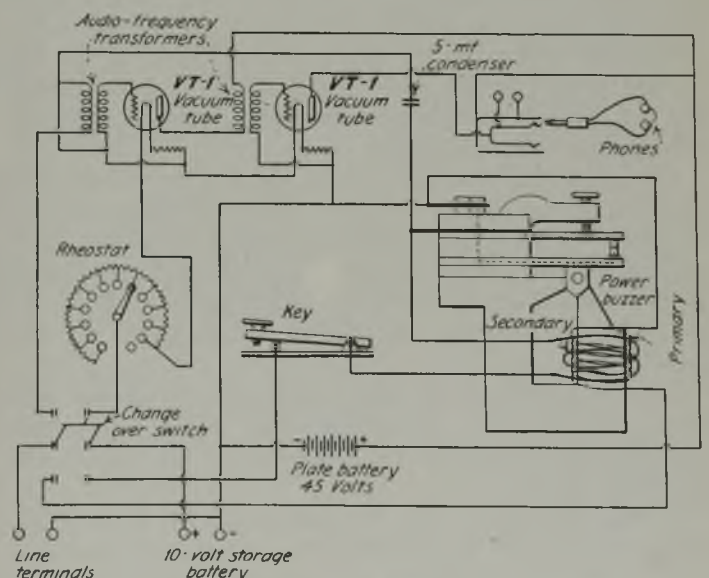 Audio-frequency
transformers,
VT-1
Vacuum
tube
VT-1
Vacuum
tube
5-mf
condenser
Phones
Rheostat
Key
Power
buzzer
Secondary
Primary
Change
over switch
- +
Plate battery
45 Volts
+ -
Line
terminals
10-volt storage
battery